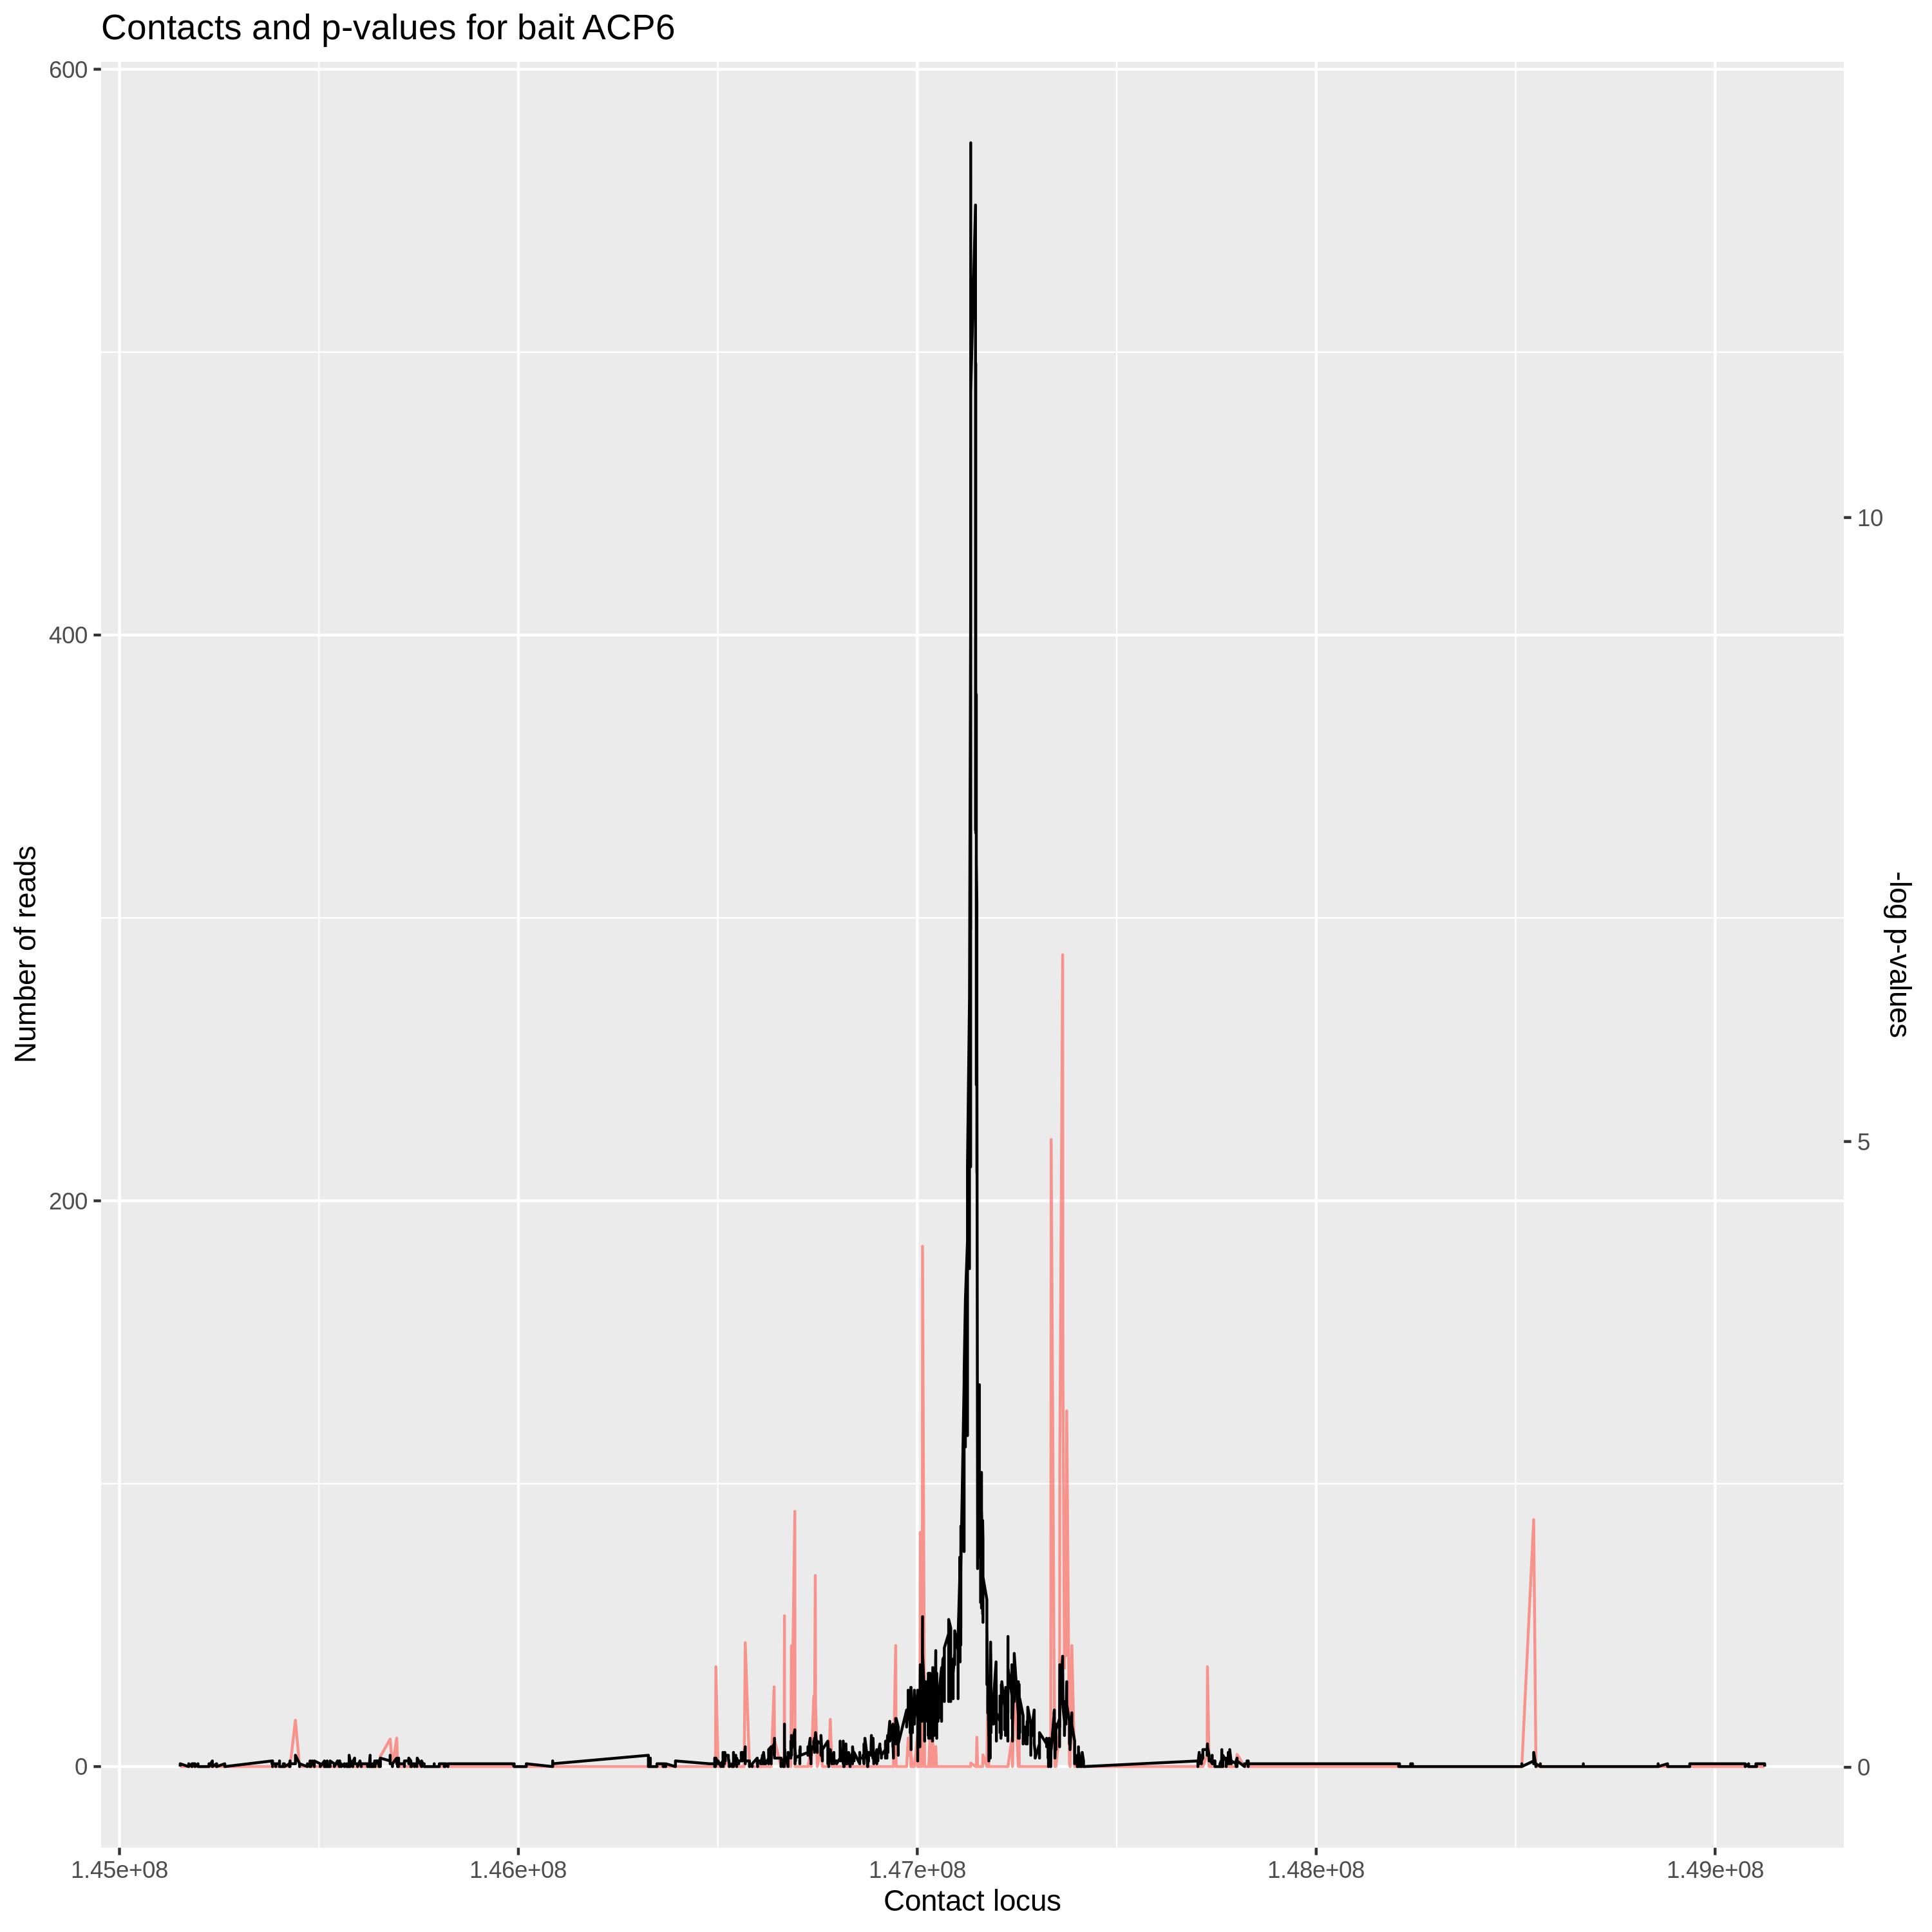 Contacts and p-values for bait ACP6
600
400
200
0
Number of reads
10
5
0
-log p-values
1.45e+08
1.46e+08
1.47e+08
1.48e+08
1.49e+08
Contact locus